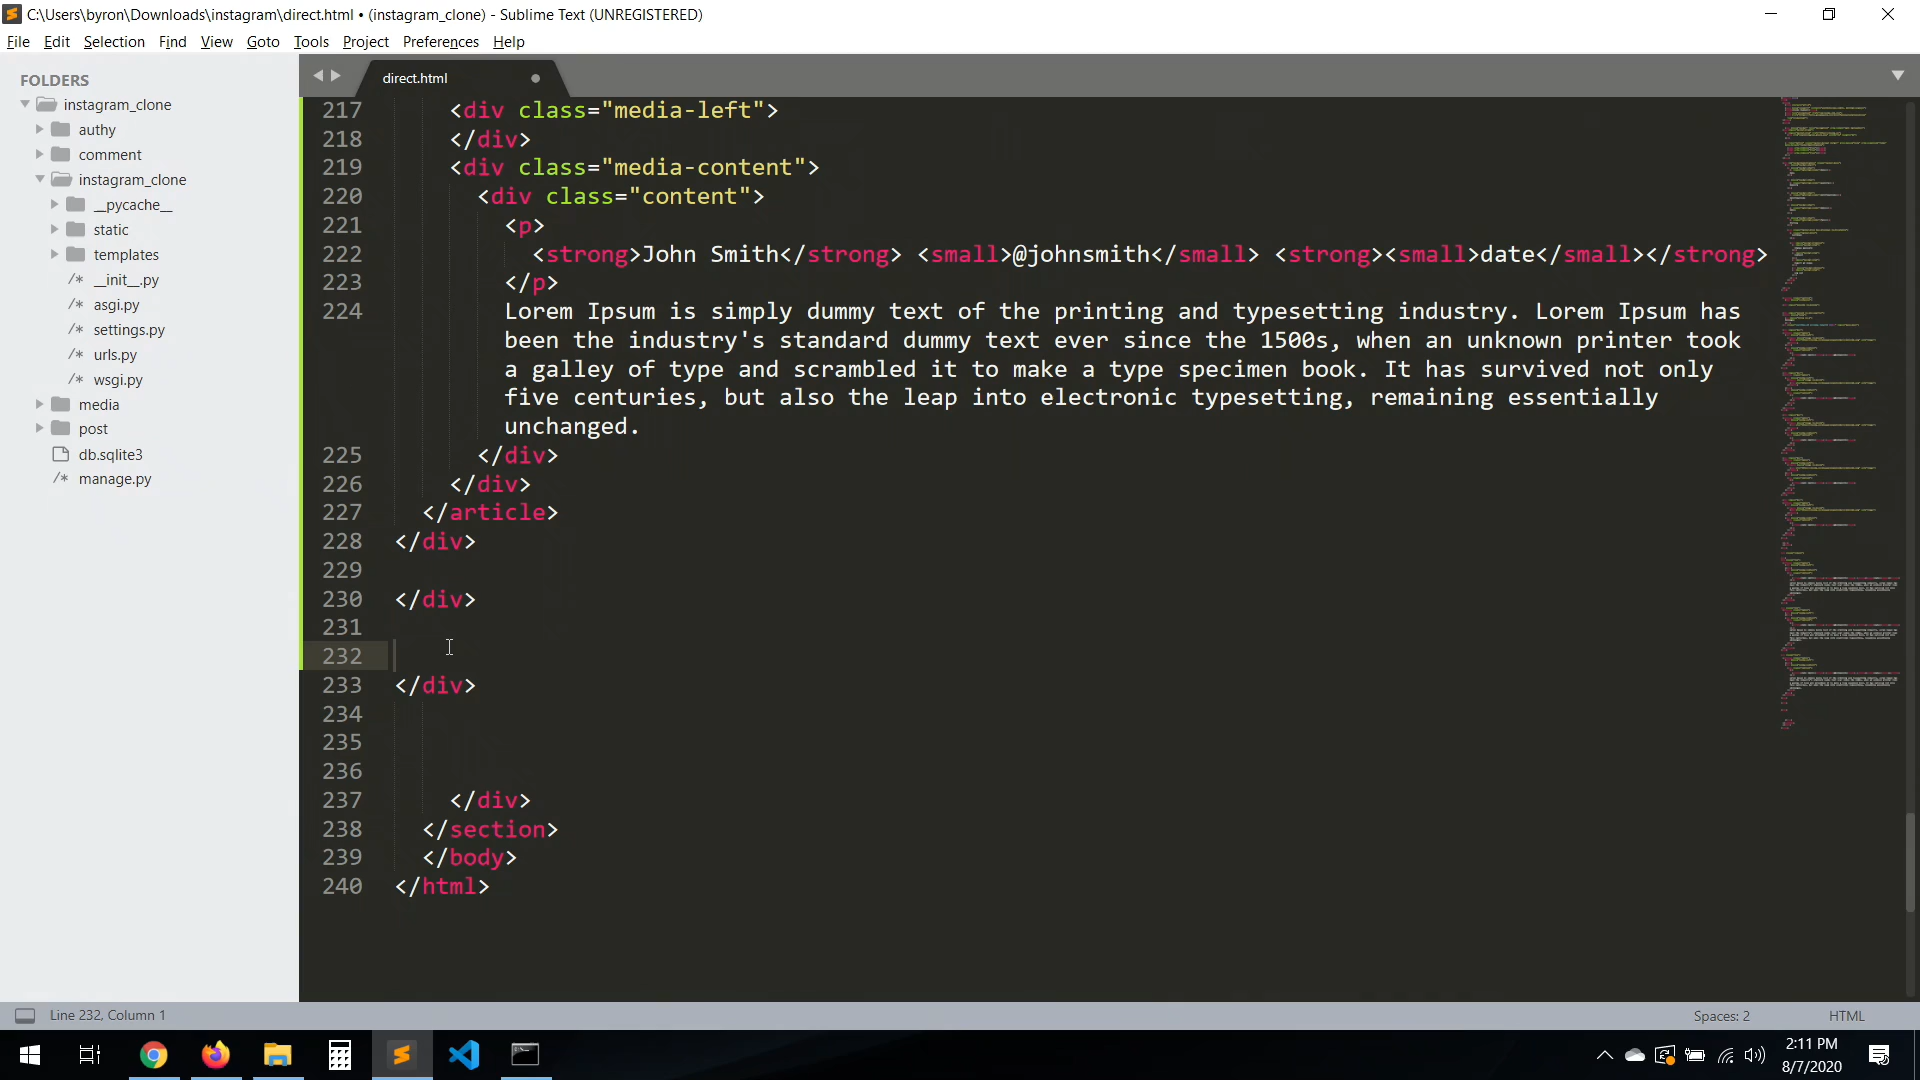 C:\Users\byron\Downloads\instagram\direct.html • (instagram_clone) - Sublime Text (UNREGISTERED)
File Edit Selection Find View Goto Tools Project Preferences Help
FOLDERS
instagram_clone
authy
comment
instagram_clone
__pycache__
static
templates
/* __init__.py
/* asgi.py
/* settings.py
/* urls.py
/* wsgi.py
media
post
db.sqlite3
/* manage.py
direct.html
217 <div class="media-left">
218 </div>
219 <div class="media-content">
220 <div class="content">
221 <p>
222 <strong>John Smith</strong> <small>@johnsmith</small> <strong><small>date</small></strong>
223 </p>
224 Lorem Ipsum is simply dummy text of the printing and typesetting industry. Lorem Ipsum has
been the industry's standard dummy text ever since the 1500s, when an unknown printer took
a galley of type and scrambled it to make a type specimen book. It has survived not only
five centuries, but also the leap into electronic typesetting, remaining essentially
unchanged.
225 </div>
226 </div>
227 </article>
228 </div>
229
230 </div>
231
232
233 </div>
234
235
236
237 </div>
238 </section>
239 </body>
240 </html>
Line 232, Column 1
Spaces: 2
HTML
2:11 PM
8/7/2020